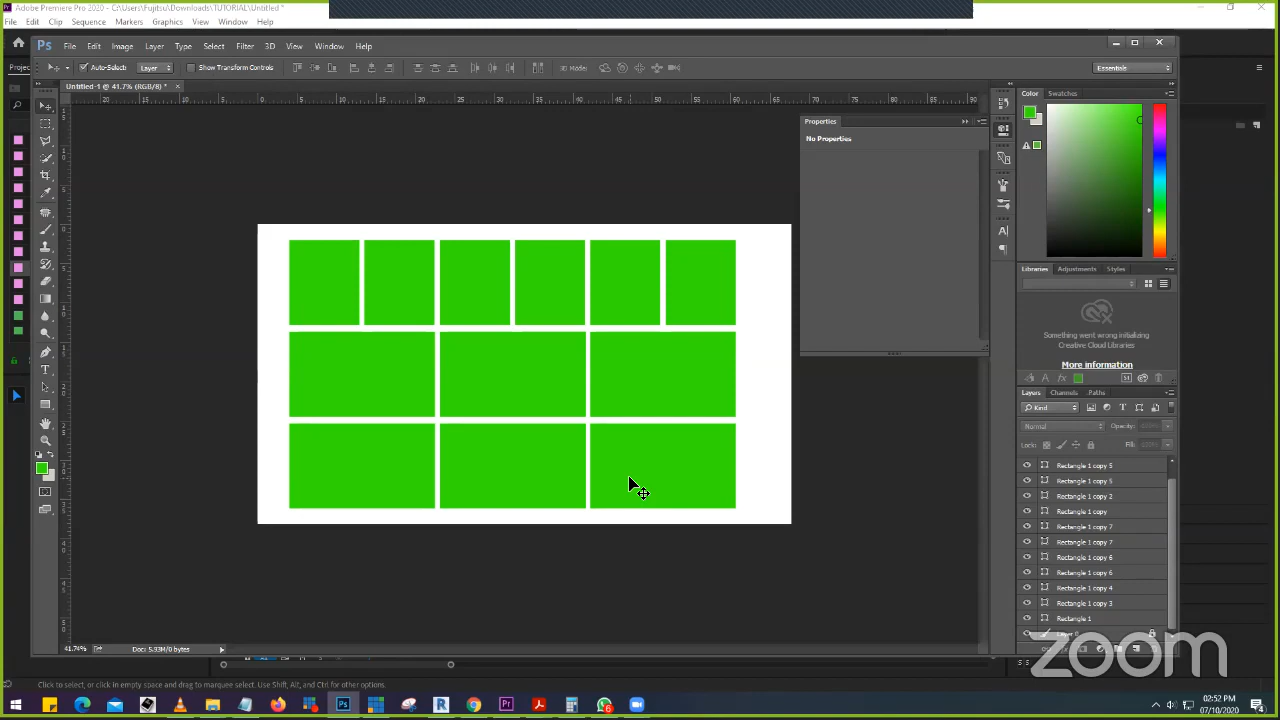 Adobe Premiere Pro 2020 - C:\Users\Fujitsu\Downloads\TUTORIAL\Untitled *
File Edit Clip Sequence Markers Graphics View Window Help
Ps File Edit Image Layer Type Select Filter 3D View Window Help
Auto-Select: Layer Show Transform Controls 3D Mode: Essentials
Projec
Untitled-1 @ 41.7% (RGB/8) *
Color Swatches
Properties
No Properties
Libraries Adjustments Styles
Something went wrong initializing
Creative Cloud Libraries
More information
Layers Channels Paths
Kind
Normal Opacity:
Lock: Fill:
Rectangle 1 copy 5
Rectangle 1 copy 5
Rectangle 1 copy 2
Rectangle 1 copy
Rectangle 1 copy 7
Rectangle 1 copy 7
Rectangle 1 copy 6
Rectangle 1 copy 6
Rectangle 1 copy 4
Rectangle 1 copy 3
Rectangle 1
Layer 0
41.74% Doc: 5.93M/0 bytes
zoom
Click to select, or click in empty space and drag to marquee select. Use Shift, Alt, and Ctrl for other options.
02:52 PM
07/10/2020